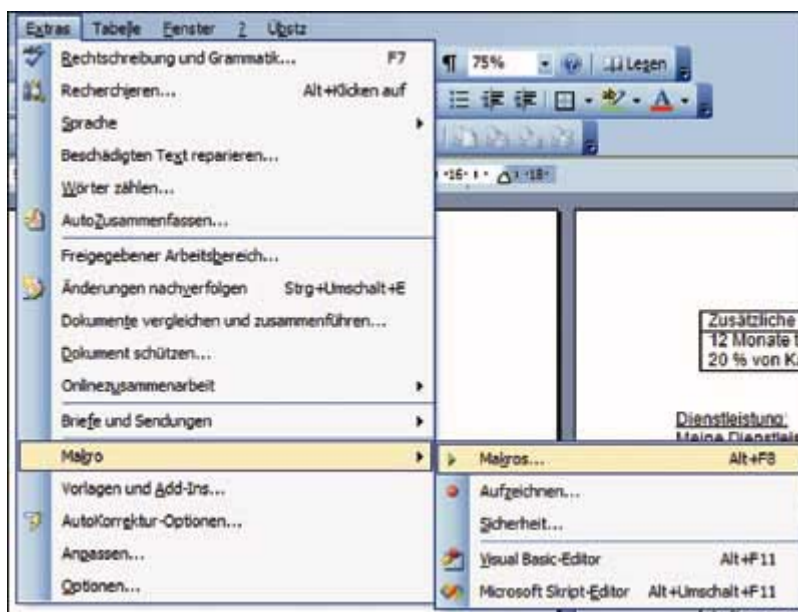 Extras Tabelle Fenster ? Übstz
Rechtschreibung und Grammatik... F7
75% Lesen
Recherchieren... Alt+Klicken auf
Sprache
Beschädigten Text reparieren...
Wörter zählen...
16 18
AutoZusammenfassen...
Freigegebener Arbeitsbereich...
Änderungen nachverfolgen Strg+Umschalt+E
Dokumente vergleichen und zusammenführen...
Dokument schützen...
Onlinezusammenarbeit
Briefe und Sendungen
Makro
Vorlagen und Add-Ins...
AutoKorrektur-Optionen...
Anpassen...
Optionen...
Zusätzliche
12 Monate
20 % von
Dienstleistung:
Meine
Makros... Alt+F8
Aufzeichnen...
Sicherheit...
Visual Basic-Editor Alt+F11
Microsoft Skript-Editor Alt+Umschalt+F11